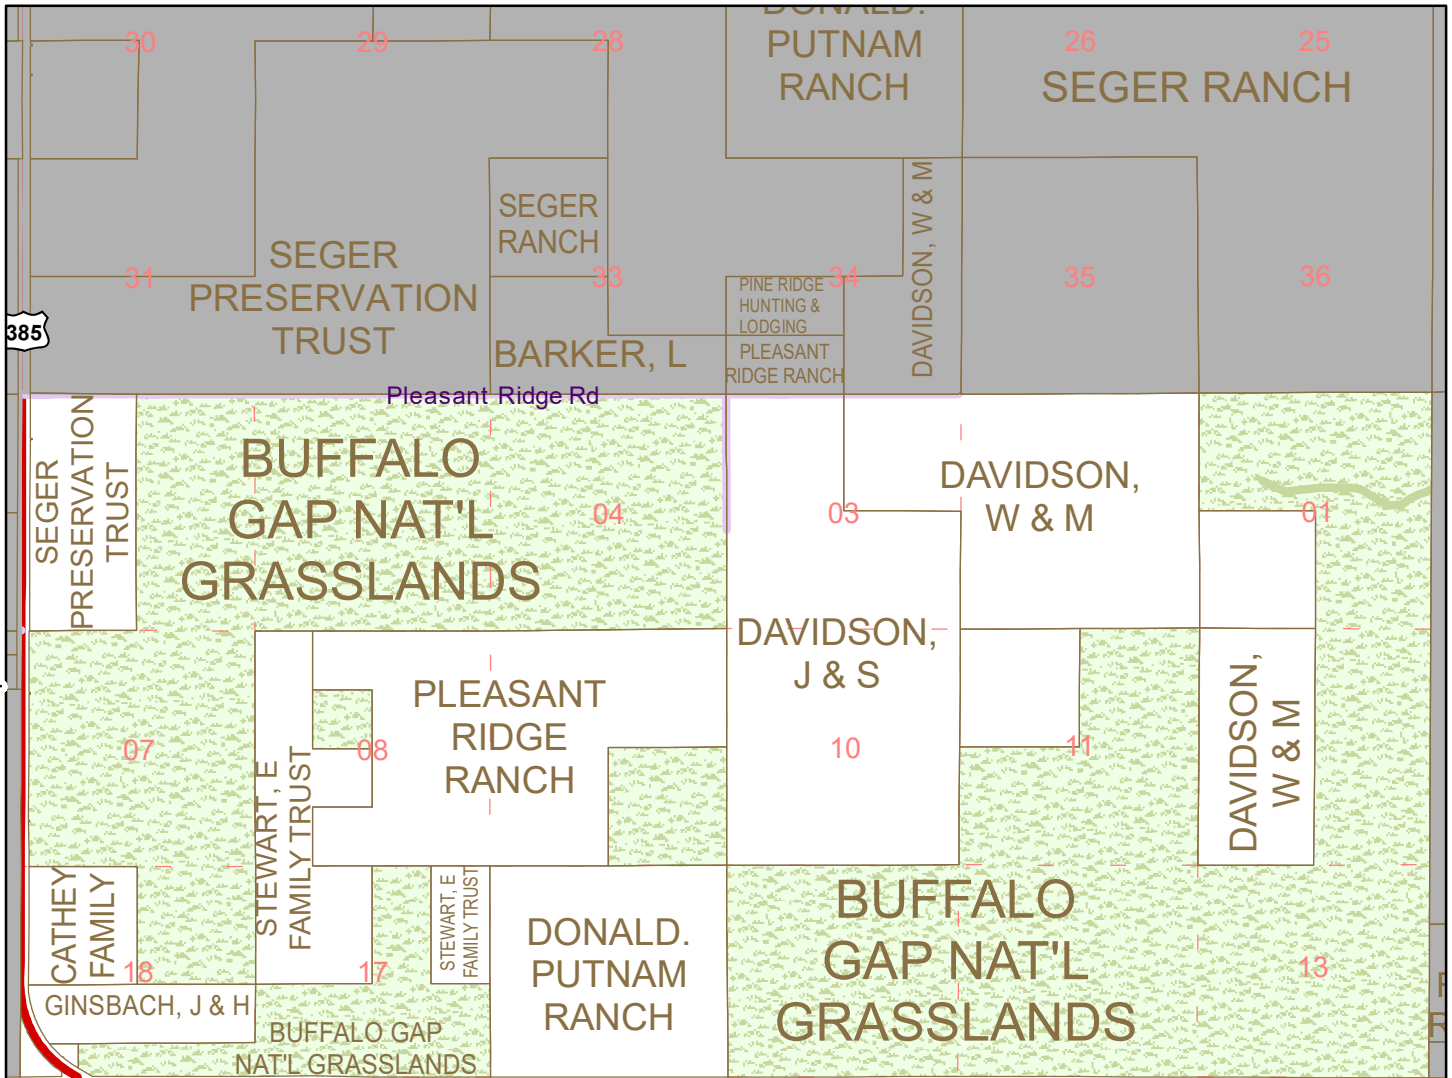 DONALD.
PUTNAM
RANCH
30
29
28
26
25
SEGER RANCH
SEGER
RANCH
DAVIDSON, W & M
SEGER
PRESERVATION
TRUST
31
33
34
35
36
PINE RIDGE
HUNTING &
LODGING
385
BARKER, L
PLEASANT
RIDGE RANCH
Pleasant Ridge Rd
SEGER
PRESERVATION
TRUST
BUFFALO
GAP NAT'L
GRASSLANDS
04
03
DAVIDSON,
W & M
01
DAVIDSON,
J & S
PLEASANT
RIDGE
RANCH
07
08
10
11
DAVIDSON,
W & M
STEWART, E
FAMILY TRUST
CATHEY
FAMILY
18
17
STEWART, E
FAMILY TRUST
DONALD.
PUTNAM
RANCH
BUFFALO
GAP NAT'L
GRASSLANDS
13
GINSBACH, J & H
BUFFALO GAP
NAT'L GRASSLANDS